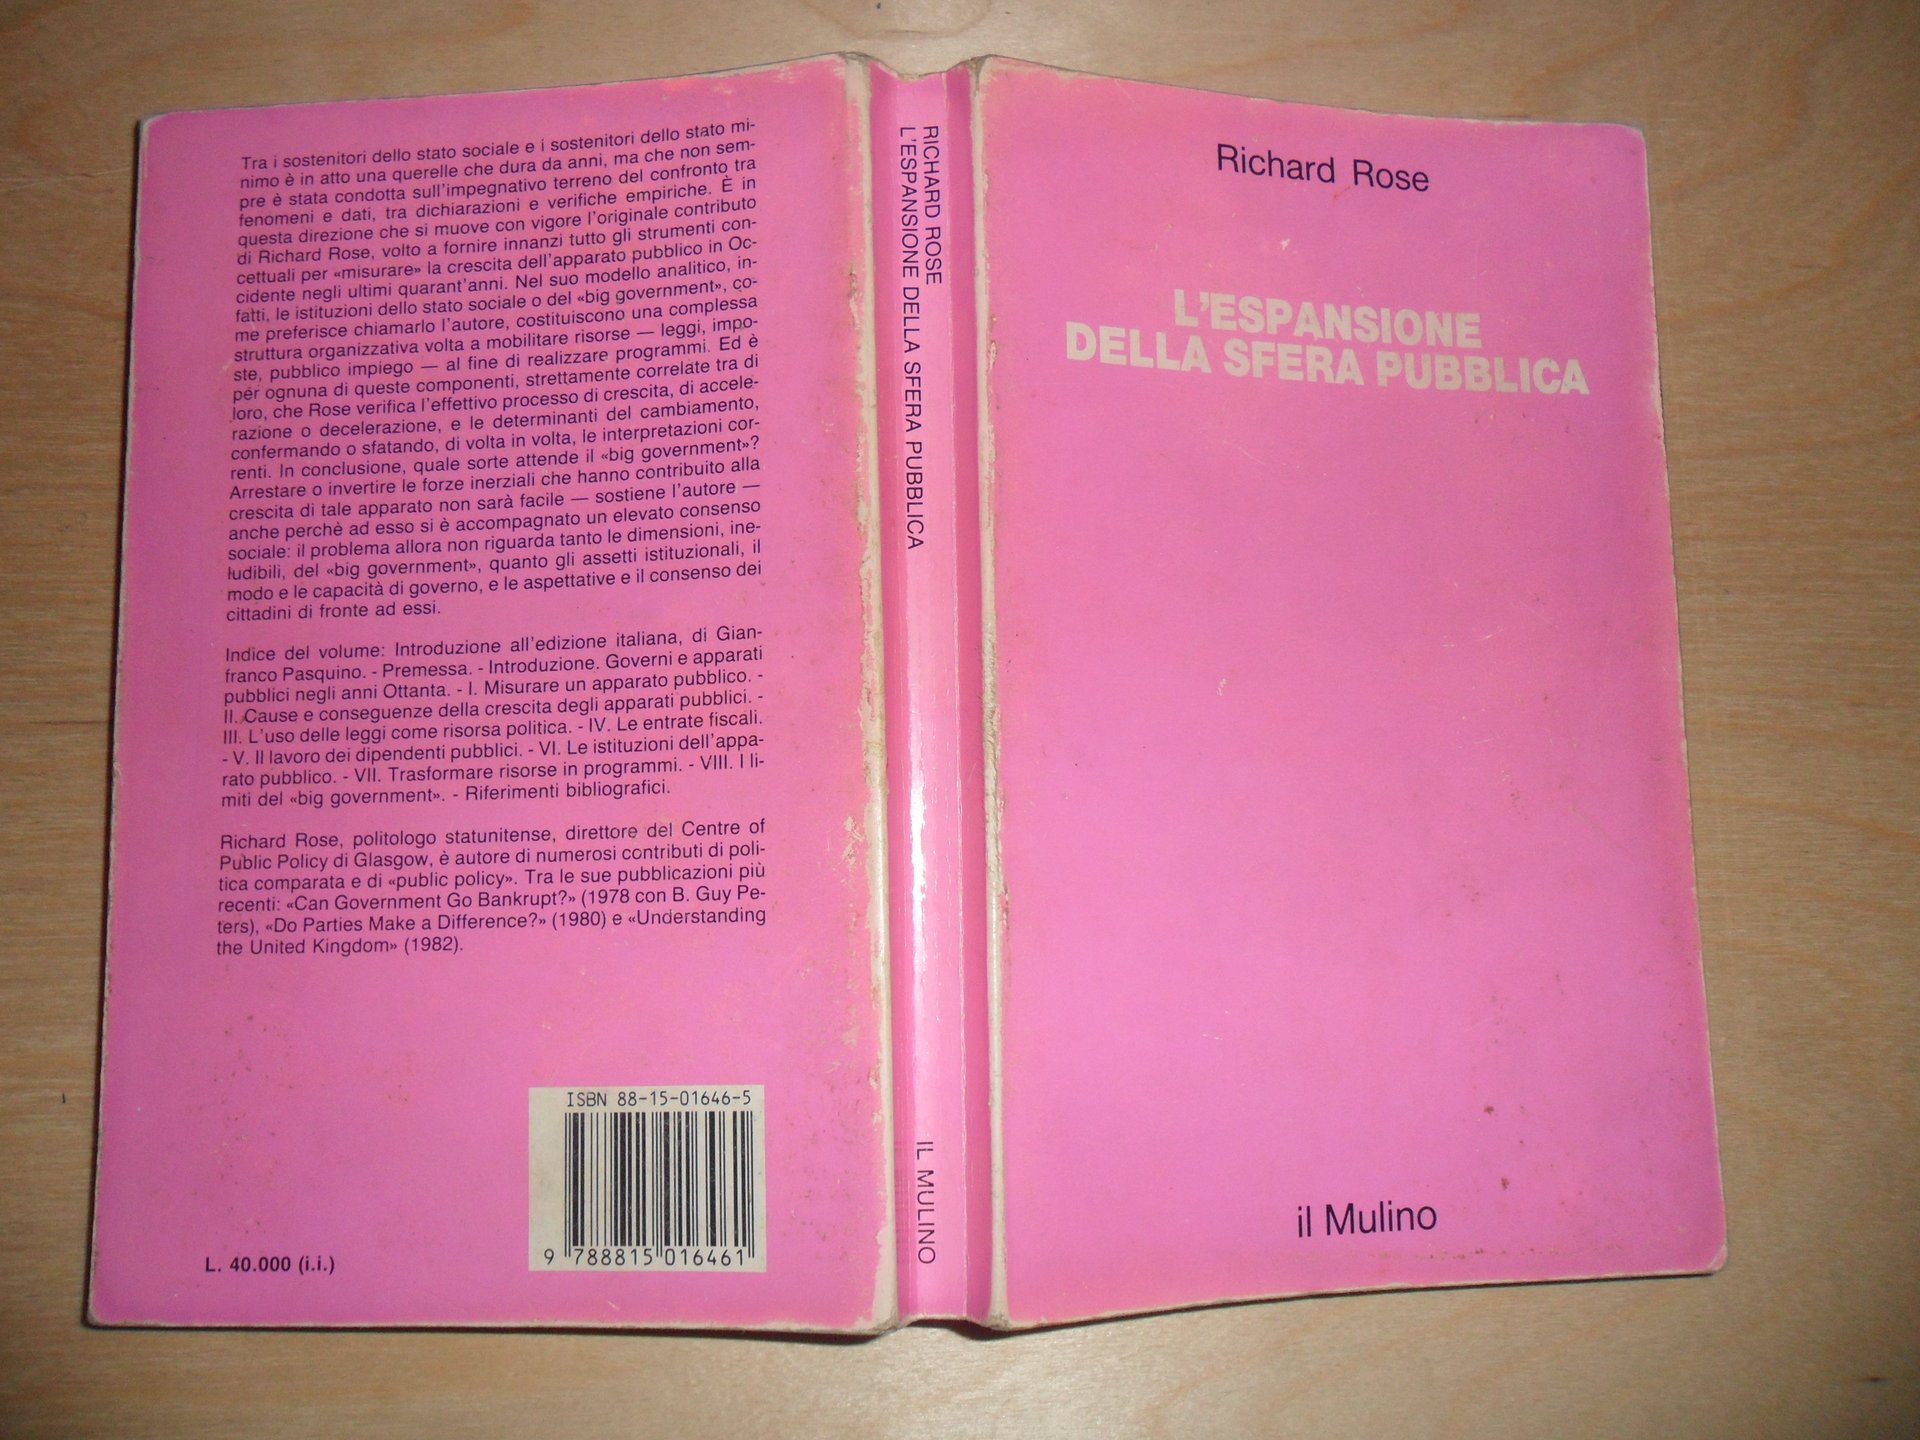 Tra i sostenitori dello stato sociale e i sostenitori dello stato mi-
nimo è in atto una querelle che dura da anni, ma che non sem-
pre è stata condotta sull'impegnativo terreno del confronto tra
fenomeni e dati, tra dichiarazioni e verifiche empiriche. È in
questa direzione che si muove con vigore l'originale contributo
di Richard Rose, volto a fornire innanzi tutto gli strumenti con-
cettuali per «misurare» la crescita dell'apparato pubblico in Oc-
cidente negli ultimi quarant'anni. Nel suo modello analitico, in-
fatti, le istituzioni dello stato sociale o del «big government», co-
me preferisce chiamarlo l'autore, costituiscono una complessa
struttura organizzativa volta a mobilitare risorse — leggi, impo-
ste, pubblico impiego — al fine di realizzare programmi. Ed è
per ognuna di queste componenti, strettamente correlate tra di
loro, che Rose verifica l'effettivo processo di crescita, di accele-
razione o decelerazione, e le determinanti del cambiamento,
confermando o sfatando, di volta in volta, le interpretazioni cor-
renti. In conclusione, quale sorte attende il «big government»?
Arrestare o invertire le forze inerziali che hanno contribuito alla
crescita di tale apparato non sarà facile — sostiene l'autore —
anche perchè ad esso si è accompagnato un elevato consenso
sociale: il problema allora non riguarda tanto le dimensioni, ine-
ludibili, del «big government», quanto gli assetti istituzionali, il
modo e le capacità di governo, e le aspettative e il consenso dei
cittadini di fronte ad essi.
Indice del volume: Introduzione all'edizione italiana, di Gian-
franco Pasquino. - Premessa. - Introduzione. Governi e apparati
pubblici negli anni Ottanta. - I. Misurare un apparato pubblico. -
II. Cause e conseguenze della crescita degli apparati pubblici. -
III. L'uso delle leggi come risorsa politica. - IV. Le entrate fiscali.
- V. Il lavoro dei dipendenti pubblici. - VI. Le istituzioni dell'appa-
rato pubblico. - VII. Trasformare risorse in programmi. - VIII. I li-
miti del «big government». - Riferimenti bibliografici.
Richard Rose, politologo statunitense, direttore del Centre of
Public Policy di Glasgow, è autore di numerosi contributi di poli-
tica comparata e di «public policy». Tra le sue pubblicazioni più
recenti: «Can Government Go Bankrupt?» (1978 con B. Guy Pe-
ters), «Do Parties Make a Difference?» (1980) e «Understanding
the United Kingdom» (1982).
ISBN 88-15-01646-5
9 788815 016461
L. 40.000 (i.i.)
RICHARD ROSE
L'ESPANSIONE DELLA SFERA PUBBLICA
IL MULINO
Richard Rose
L'ESPANSIONE
DELLA SFERA PUBBLICA
il Mulino